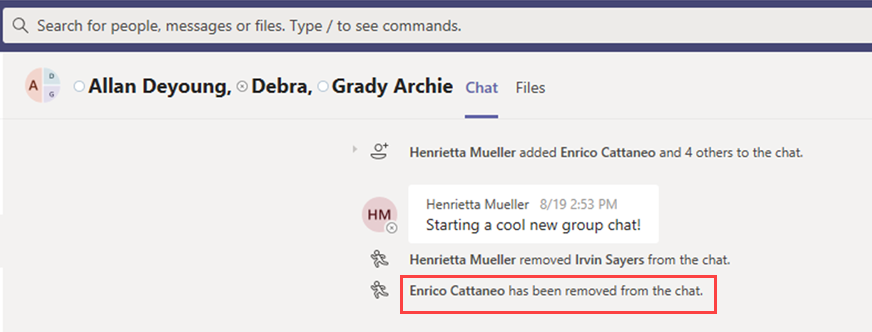 Search for people, messages or files. Type / to see commands.
A D G Allan Deyoung, Debra, Grady Archie Chat Files
Henrietta Mueller added Enrico Cattaneo and 4 others to the chat.
HM Henrietta Mueller 8/19 2:53 PM
Starting a cool new group chat!
Henrietta Mueller removed Irvin Sayers from the chat.
Enrico Cattaneo has been removed from the chat.